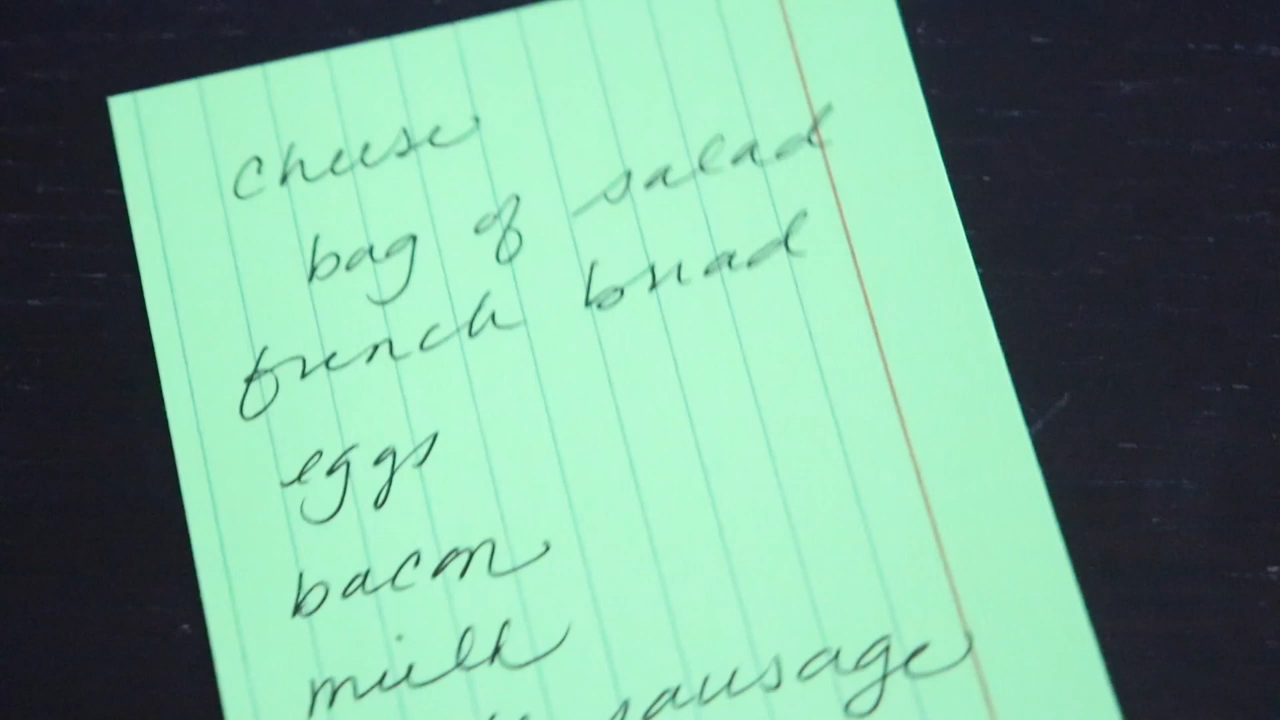 cheese
bag of salad
french bread
eggs
bacon
milk
sausage